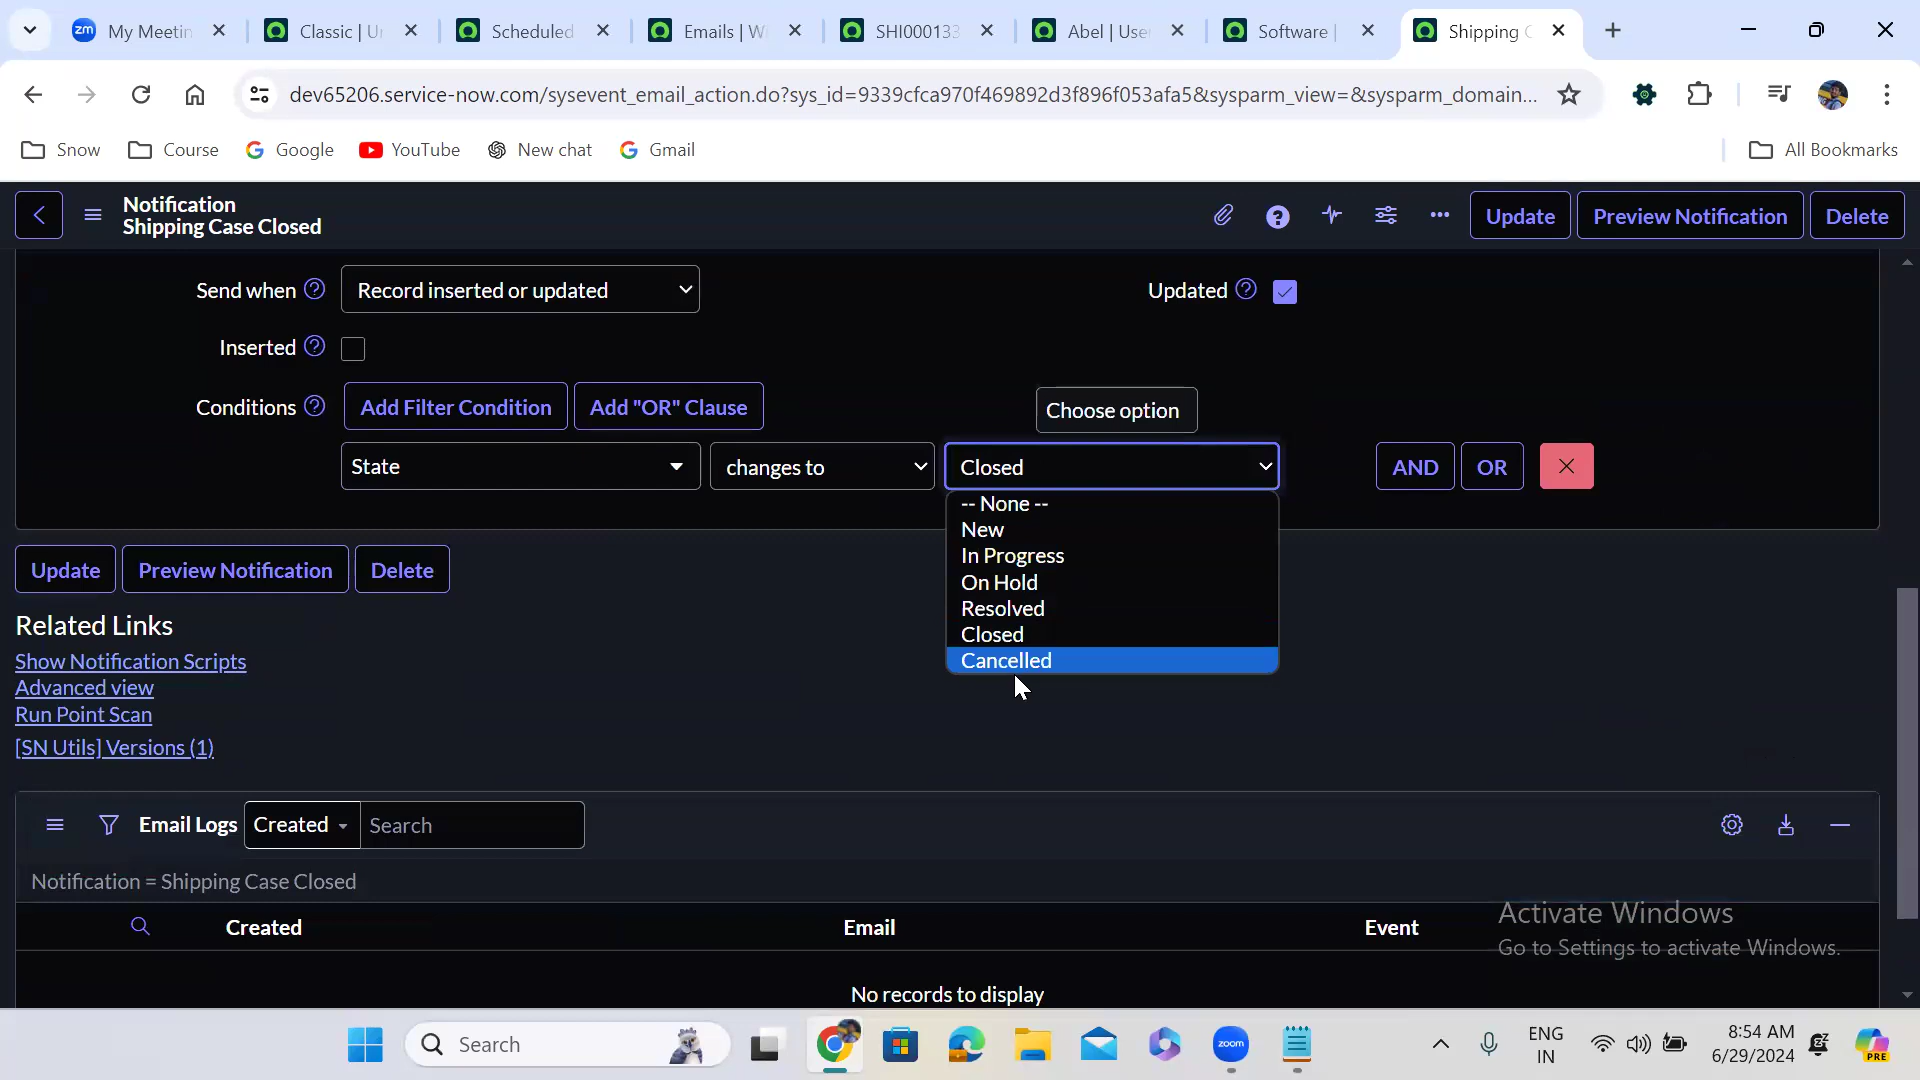 My Meetin
Classic | Ur
Scheduled
Emails | W
SHI000133
Abel | Use
Software |
Shipping C
dev65206.service-now.com/sysevent_email_action.do?sys_id=9339cfca970f469892d3f896f053afa5&sysparm_view=&sysparm_domain...
Snow
Course
Google
YouTube
New chat
Gmail
All Bookmarks
Notification
Shipping Case Closed
Update
Preview Notification
Delete
Send when
Record inserted or updated
Updated
Inserted
Conditions
Add Filter Condition
Add "OR" Clause
Choose option
State
changes to
Closed
AND
OR
-- None --
New
In Progress
On Hold
Resolved
Closed
Cancelled
Update
Preview Notification
Delete
Related Links
Show Notification Scripts
Advanced view
Run Point Scan
[SN Utils] Versions (1)
Email Logs
Created
Search
Notification = Shipping Case Closed
Created
Email
Event
No records to display
Activate Windows
Go to Settings to activate Windows.
Search
zoom
ENG
IN
8:54 AM
6/29/2024
PRE